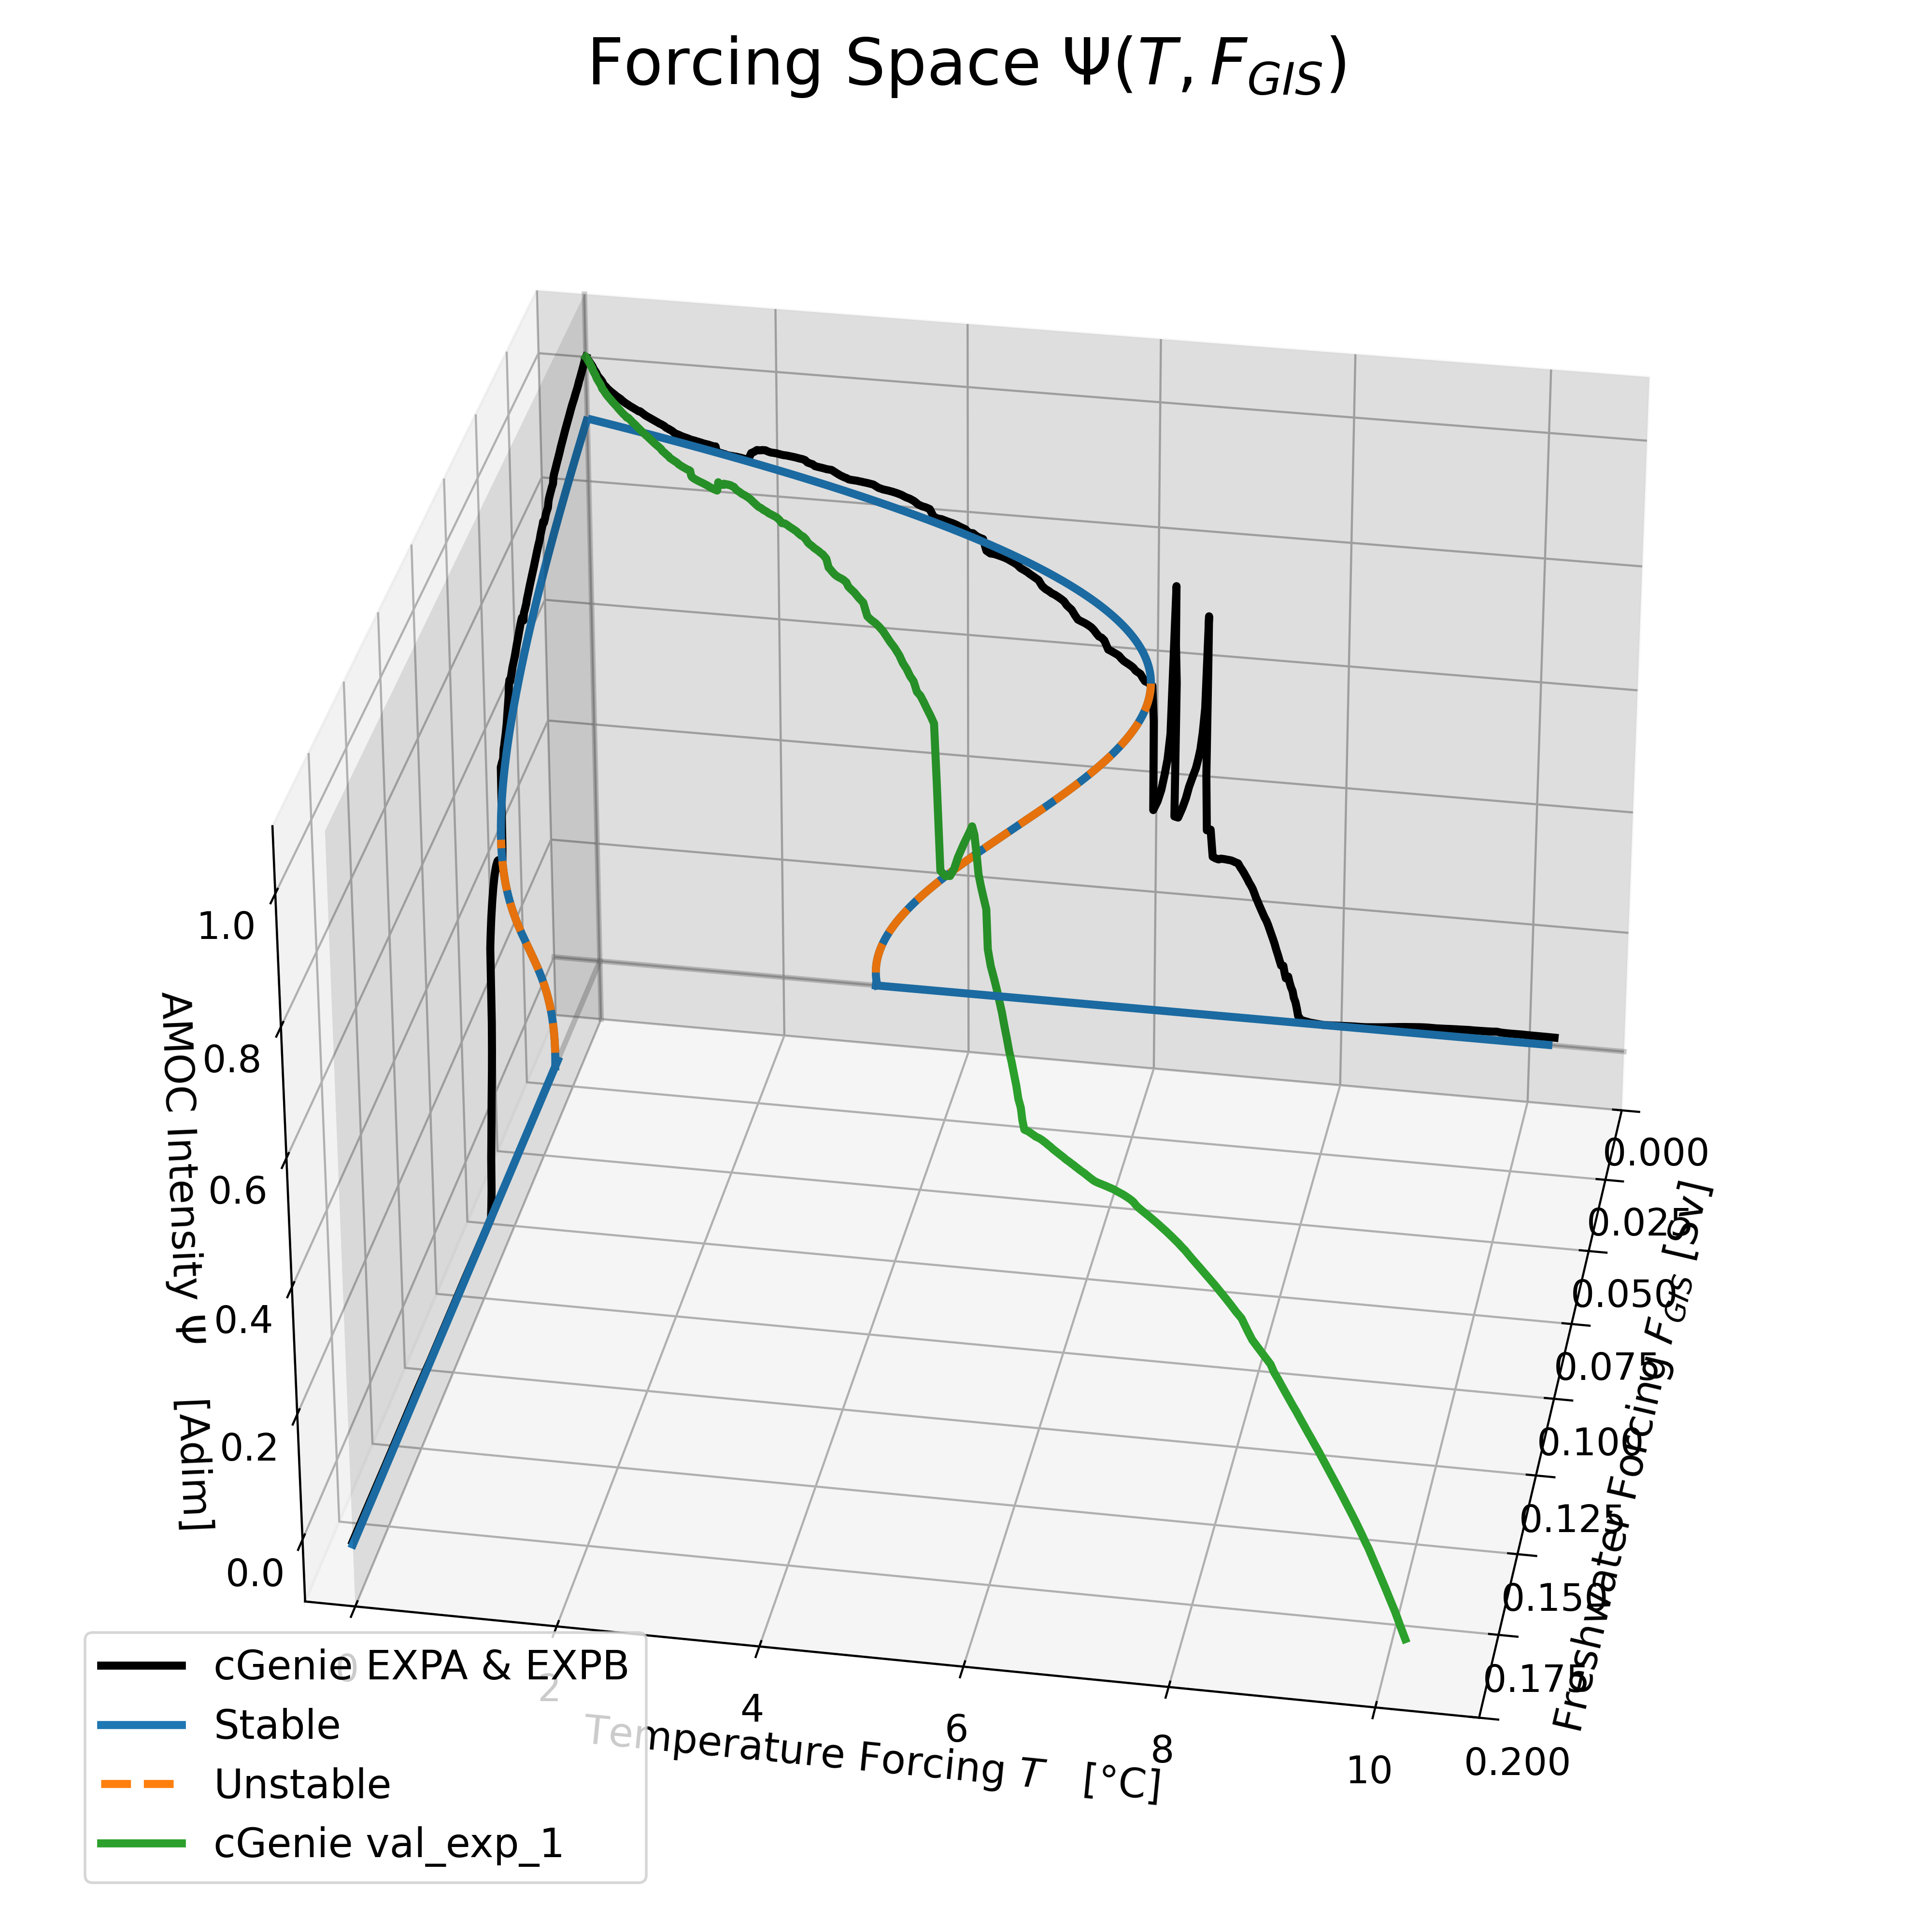 Forcing Space Ψ(T, F_GIS)
1.0
0.8
0.6
0.4
0.2
0.0
AMOC Intensity Ψ [Adim]
0.000
0.025
0.050
0.075
0.100
0.125
0.150
0.175
0.200
Freshwater Forcing F_GIS [Sv]
0
2
4
6
8
10
Temperature Forcing T [°C]
cGenie EXPA & EXPB
Stable
Unstable
cGenie val_exp_1